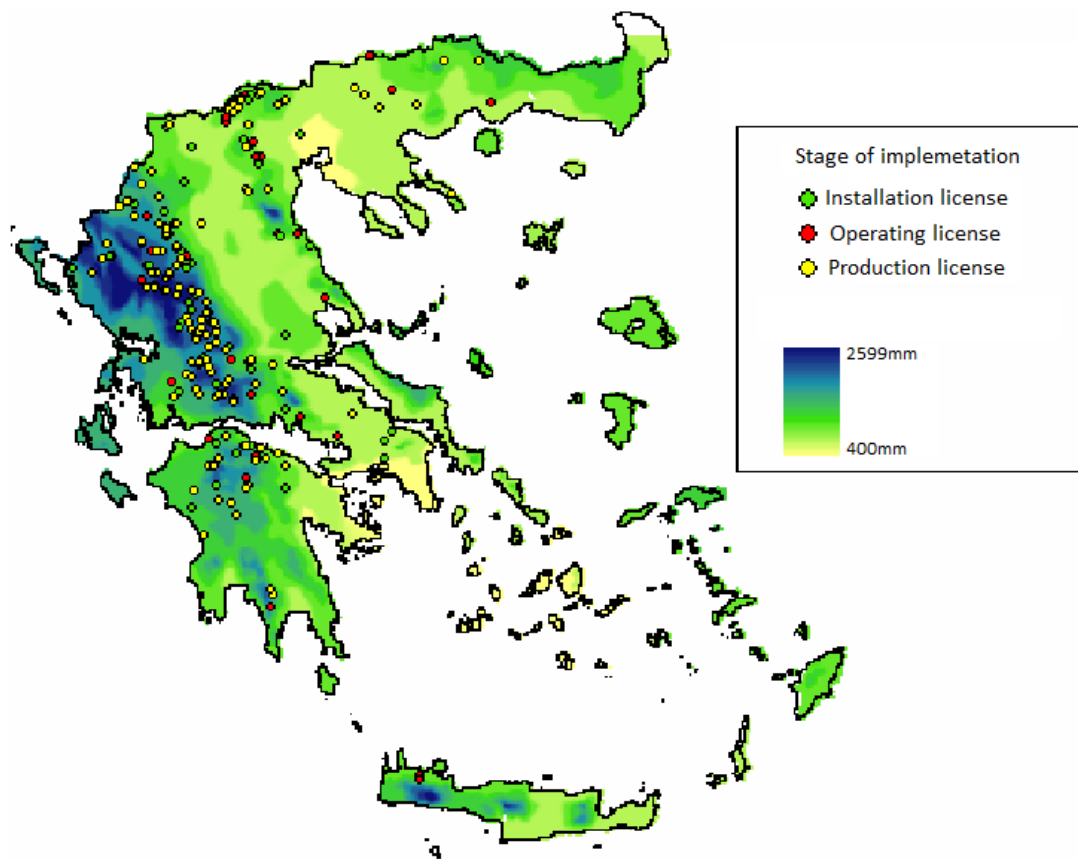 Stage of implemetation
Installation license
Operating license
Production license
2599mm
400mm